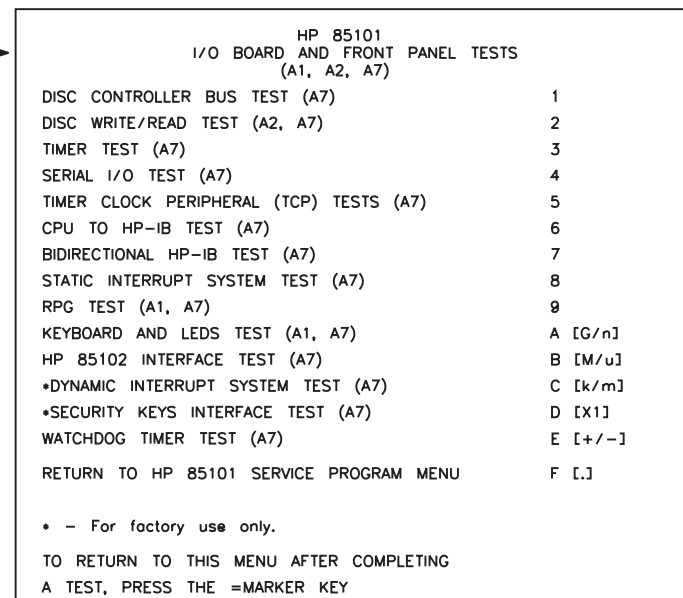 HP 85101
I/O BOARD AND FRONT PANEL TESTS
(A1, A2, A7)
DISC CONTROLLER BUS TEST (A7) 1
DISC WRITE/READ TEST (A2, A7) 2
TIMER TEST (A7) 3
SERIAL I/O TEST (A7) 4
TIMER CLOCK PERIPHERAL (TCP) TESTS (A7) 5
CPU TO HP-IB TEST (A7) 6
BIDIRECTIONAL HP-IB TEST (A7) 7
STATIC INTERRUPT SYSTEM TEST (A7) 8
RPG TEST (A1, A7) 9
KEYBOARD AND LEDS TEST (A1, A7) A [G/n]
HP 85102 INTERFACE TEST (A7) B [M/u]
*DYNAMIC INTERRUPT SYSTEM TEST (A7) C [k/m]
*SECURITY KEYS INTERFACE TEST (A7) D [X1]
WATCHDOG TIMER TEST (A7) E [+/-]
RETURN TO HP 85101 SERVICE PROGRAM MENU F [.]
* - For factory use only.
TO RETURN TO THIS MENU AFTER COMPLETING
A TEST, PRESS THE =MARKER KEY